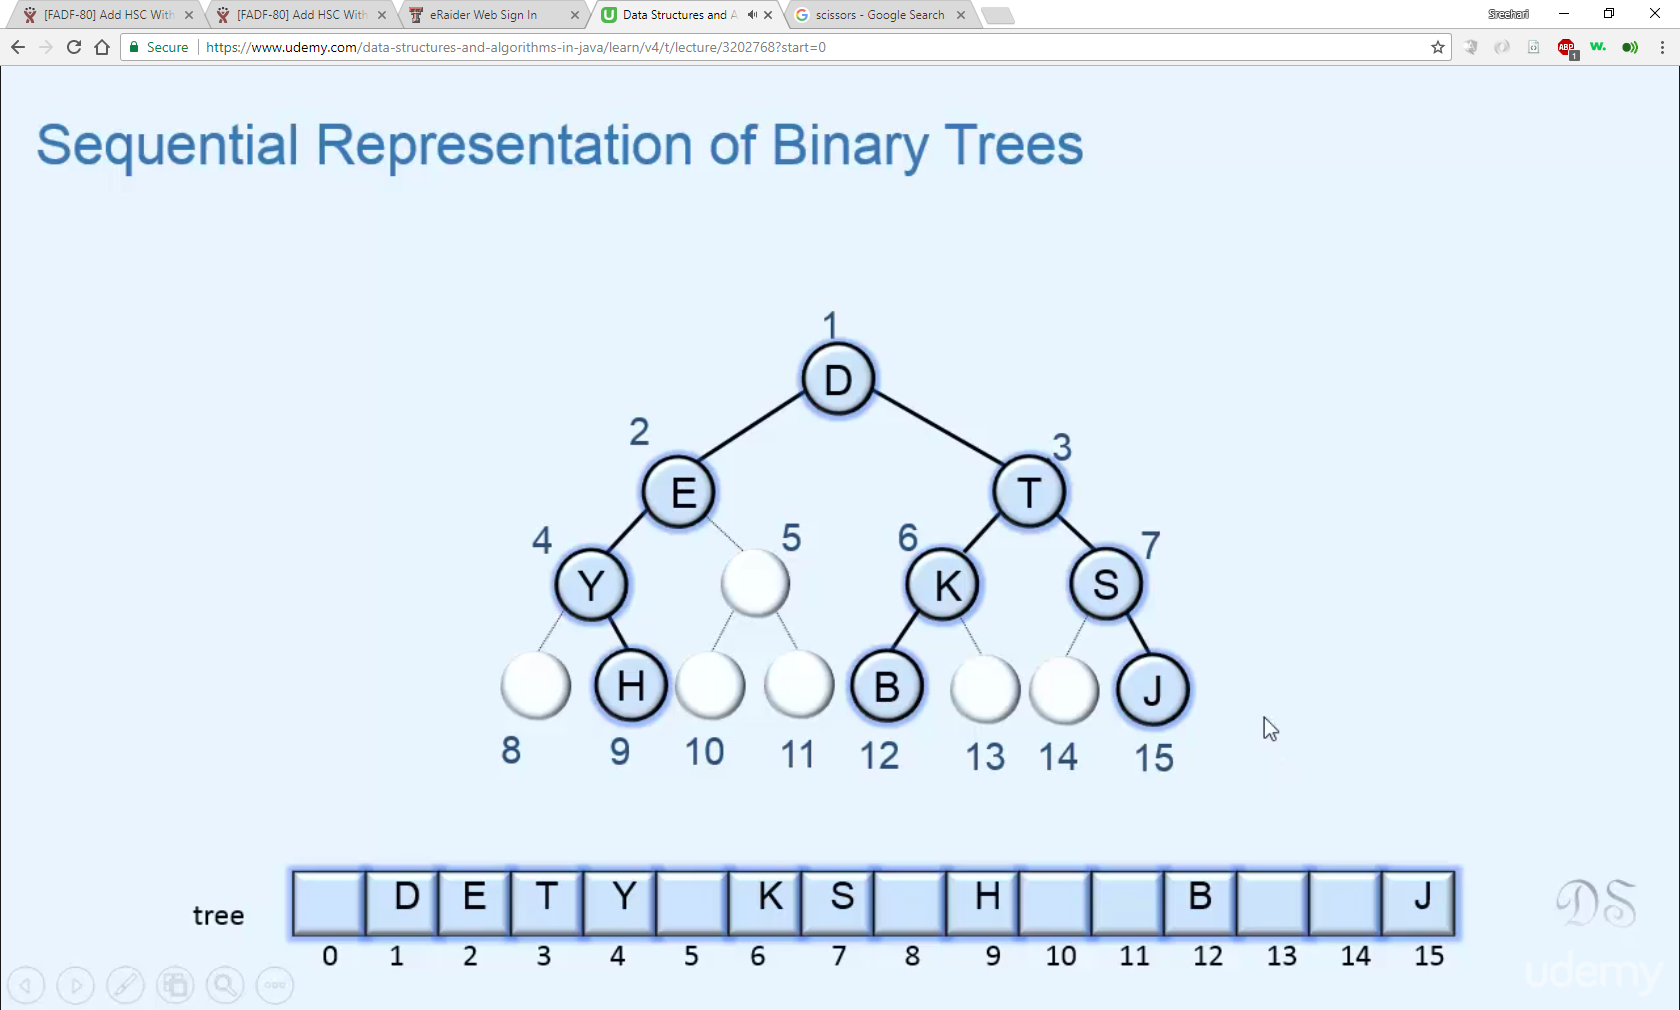 [FADF-80] Add HSC With
[FADF-80] Add HSC With
eRaider Web Sign In
Data Structures and A
scissors - Google Search
Sreehari
Secure
https://www.udemy.com/data-structures-and-algorithms-in-java/learn/v4/t/lecture/3202768?start=0
ABP
1
w.
Sequential Representation of Binary Trees
1
D
2
3
E
T
4
5
6
7
Y
K
S
H
B
J
8
9
10
11
12
13
14
15
D E T Y K S H B J
tree
0 1 2 3 4 5 6 7 8 9 10 11 12 13 14 15
DS
udemy